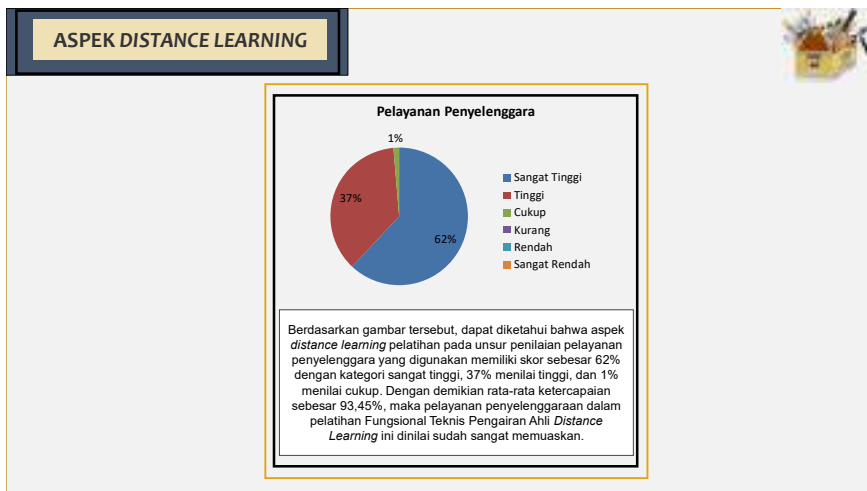 ASPEK DISTANCE LEARNING
Pelayanan Penyelenggara
1%
37%
62%
Sangat Tinggi
Tinggi
Cukup
Kurang
Rendah
Sangat Rendah
Berdasarkan gambar tersebut, dapat diketahui bahwa aspek
distance learning pelatihan pada unsur penilaian pelayanan
penyelenggara yang digunakan memiliki skor sebesar 62%
dengan kategori sangat tinggi, 37% menilai tinggi, dan 1%
menilai cukup. Dengan demikian rata-rata ketercapaian
sebesar 93,45%, maka pelayanan penyelenggaraan dalam
pelatihan Fungsional Teknis Pengairan Ahli Distance
Learning ini dinilai sudah sangat memuaskan.